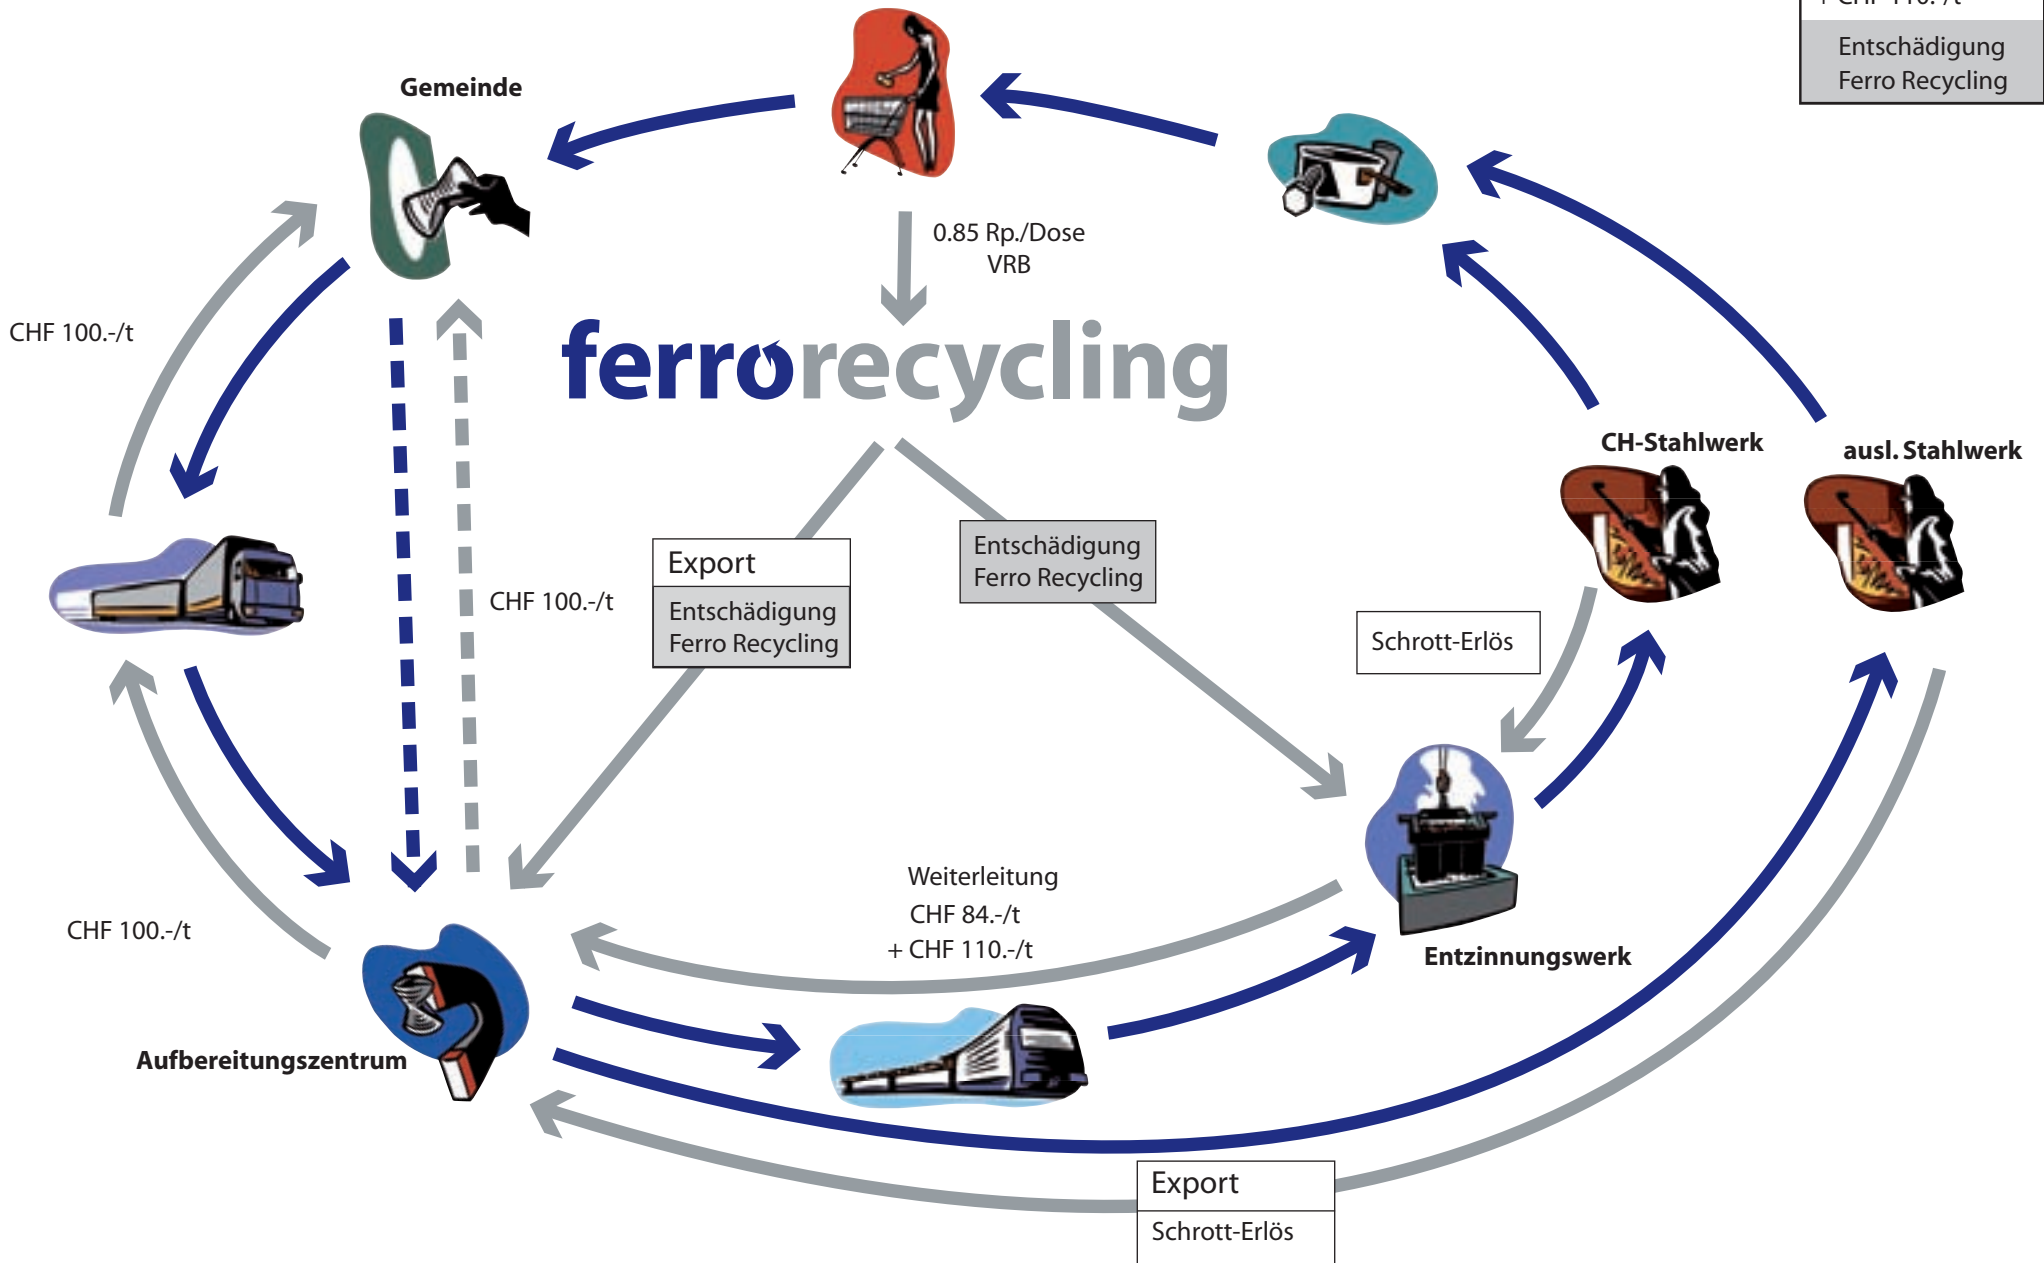 Entschädigung
Ferro Recycling
Gemeinde
0.85 Rp./Dose
VRB
CHF 100.-/t
ferrorecycling
CH-Stahlwerk
ausl. Stahlwerk
Export
Entschädigung
Ferro Recycling
Entschädigung
Ferro Recycling
CHF 100.-/t
Schrott-Erlös
Weiterleitung
CHF 84.-/t
+ CHF 110.-/t
CHF 100.-/t
Entzinnungswerk
Aufbereitungszentrum
Export
Schrott-Erlös